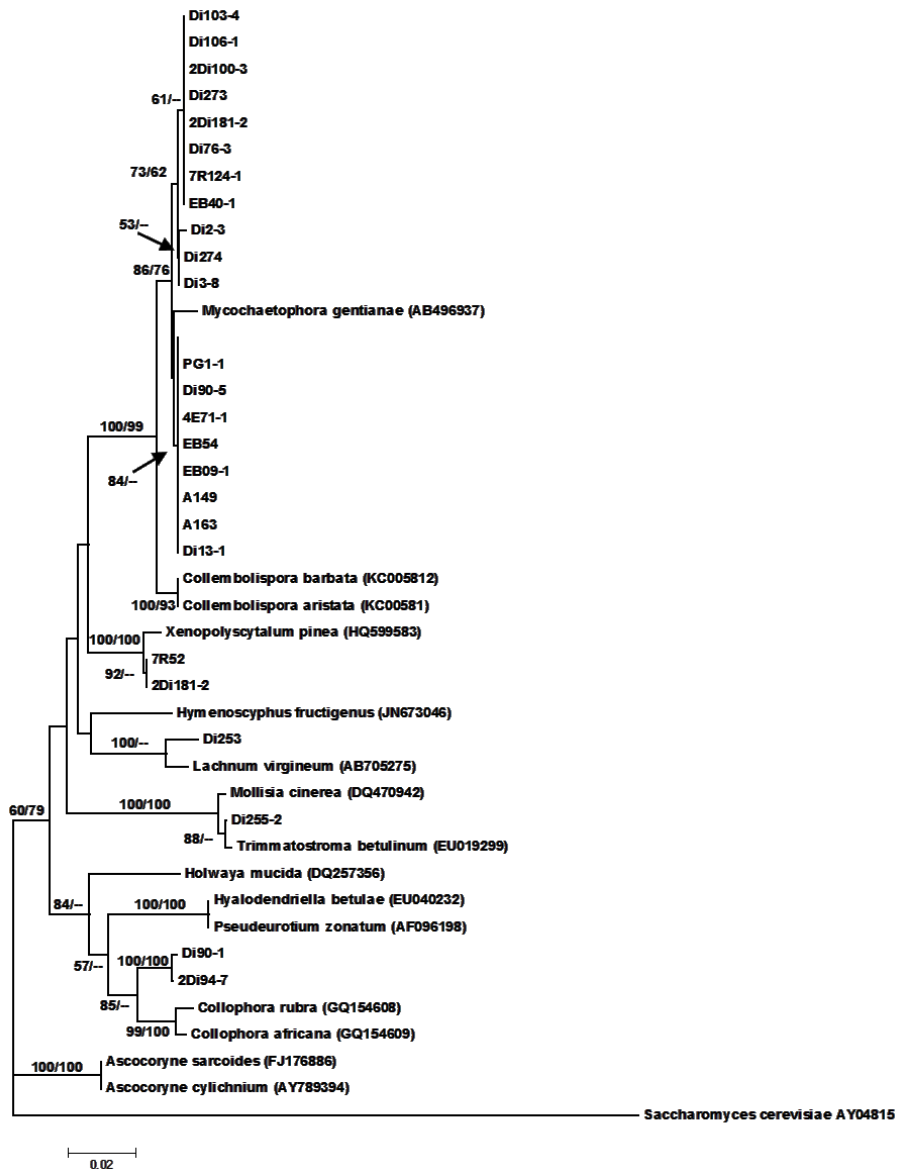 Di103-4
Di106-1
2Di100-3
Di273
61/--
2Di181-2
Di76-3
73/62
7R124-1
EB40-1
53/--
Di2-3
Di274
86/76
Di3-8
Mycochaetophora gentianae (AB496937)
PG1-1
Di90-5
4E71-1
100/99
EB54
84/--
EB09-1
A149
A163
Di13-1
Collembolispora barbata (KC005812)
100/93
Collembolispora aristata (KC00581)
Xenopolyscytalum pinea (HQ599583)
100/100
7R52
92/--
2Di181-2
Hymenoscyphus fructigenus (JN673046)
100/--
Di253
Lachnum virgineum (AB705275)
Mollisia cinerea (DQ470942)
60/79
100/100
Di255-2
88/--
Trimmatostroma betulinum (EU019299)
Holwaya mucida (DQ257356)
84/--
100/100
Hyalodendriella betulae (EU040232)
Pseudeurotium zonatum (AF096198)
Di90-1
57/--
100/100
2Di94-7
85/--
Collophora rubra (GQ154608)
99/100
Collophora africana (GQ154609)
Ascocoryne sarcoides (FJ176886)
100/100
Ascocoryne cylichnium (AY789394)
Saccharomyces cerevisiae AY04815
0.02